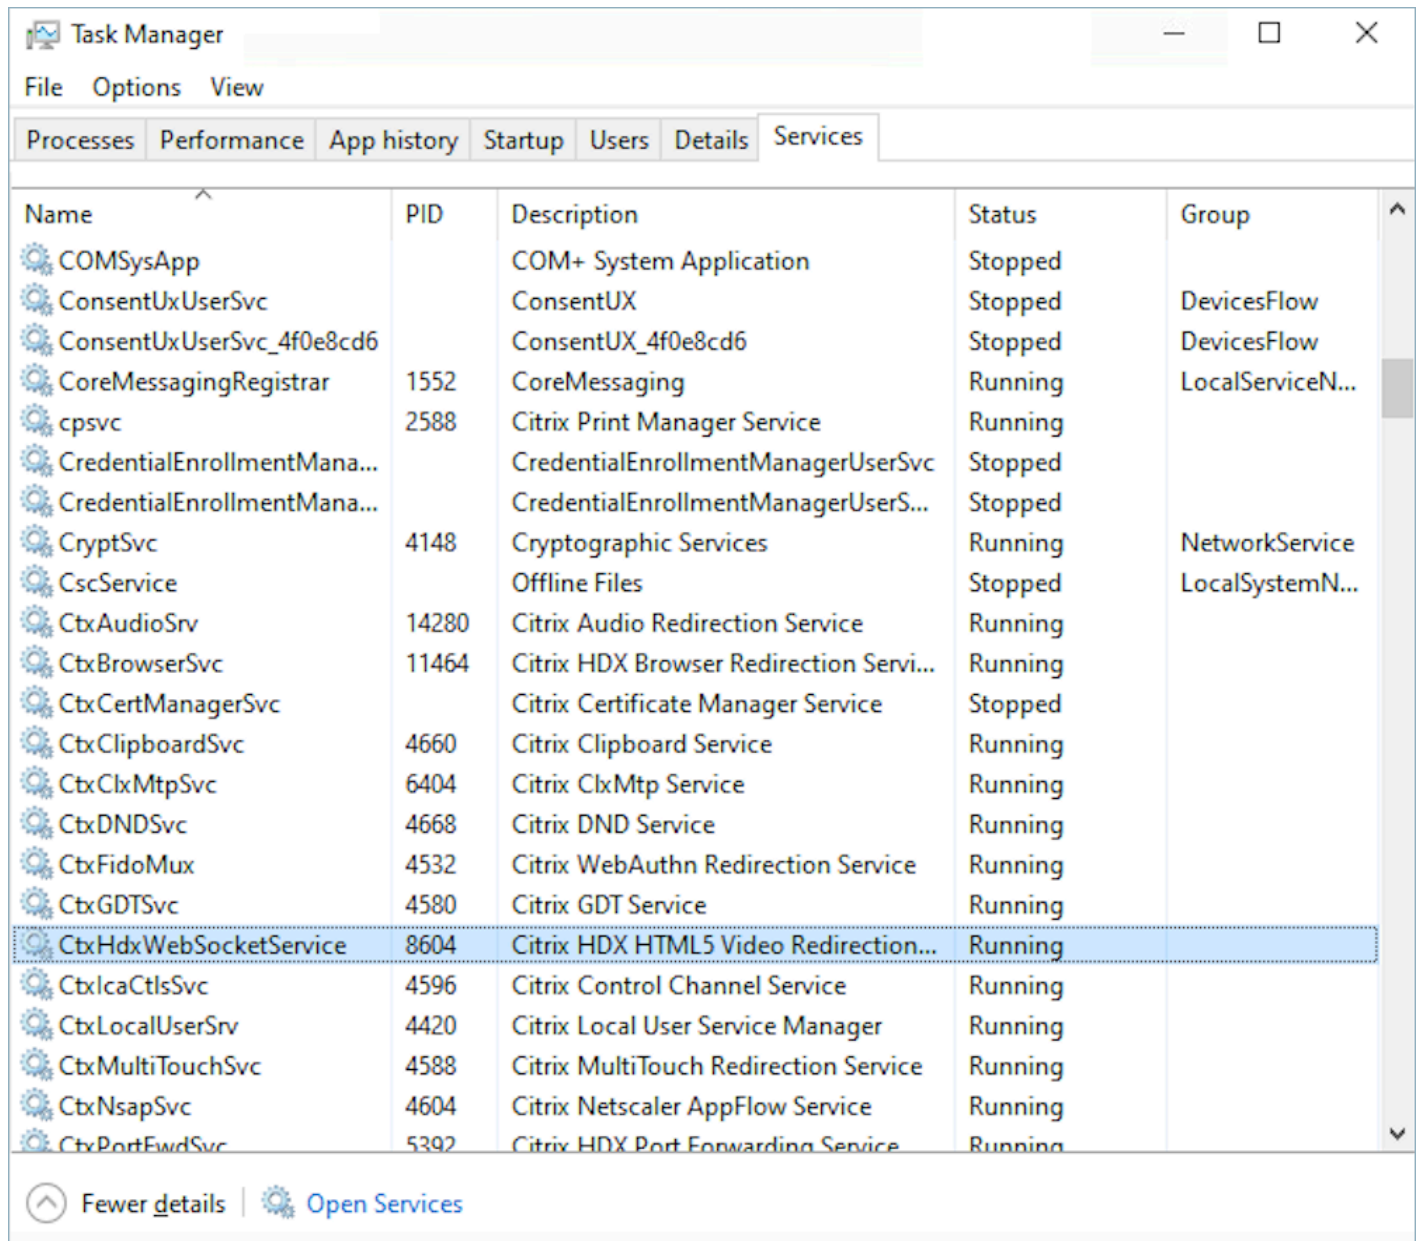 Task Manager
File Options View
Processes Performance App history Startup Users Details Services
Name PID Description Status Group
COMSysApp COM+ System Application Stopped
ConsentUxUserSvc ConsentUX Stopped DevicesFlow
ConsentUxUserSvc_4f0e8cd6 ConsentUX_4f0e8cd6 Stopped DevicesFlow
CoreMessagingRegistrar 1552 CoreMessaging Running LocalServiceN...
cpsvc 2588 Citrix Print Manager Service Running
CredentialEnrollmentMana... CredentialEnrollmentManagerUserSvc Stopped
CredentialEnrollmentMana... CredentialEnrollmentManagerUserS... Stopped
CryptSvc 4148 Cryptographic Services Running NetworkService
CscService Offline Files Stopped LocalSystemN...
CtxAudioSrv 14280 Citrix Audio Redirection Service Running
CtxBrowserSvc 11464 Citrix HDX Browser Redirection Servi... Running
CtxCertManagerSvc Citrix Certificate Manager Service Stopped
CtxClipboardSvc 4660 Citrix Clipboard Service Running
CtxClxMtpSvc 6404 Citrix ClxMtp Service Running
CtxDNDSvc 4668 Citrix DND Service Running
CtxFidoMux 4532 Citrix WebAuthn Redirection Service Running
CtxGDTSvc 4580 Citrix GDT Service Running
CtxHdxWebSocketService 8604 Citrix HDX HTML5 Video Redirection... Running
CtxIcaCtlsSvc 4596 Citrix Control Channel Service Running
CtxLocalUserSrv 4420 Citrix Local User Service Manager Running
CtxMultiTouchSvc 4588 Citrix MultiTouch Redirection Service Running
CtxNsapSvc 4604 Citrix Netscaler AppFlow Service Running
CtxPortFwdSvc 5392 Citrix HDX Port Forwarding Service Running
Fewer details Open Services